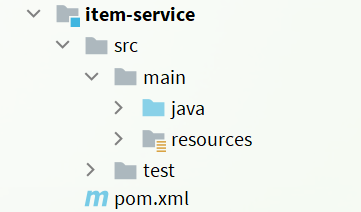 item-service
src
main
java
resources
test
pom.xml